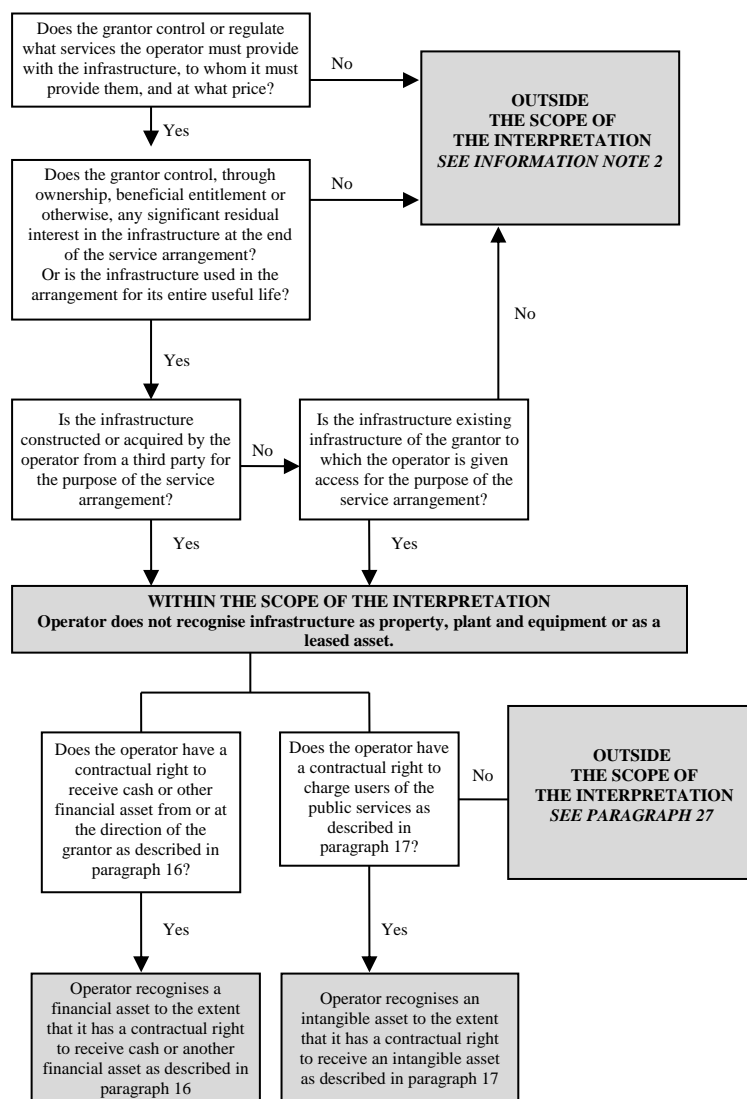 Does the grantor control or regulate
what services the operator must provide
with the infrastructure, to whom it must
provide them, and at what price?
No
OUTSIDE
THE SCOPE OF
THE INTERPRETATION
SEE INFORMATION NOTE 2
Yes
Does the grantor control, through
ownership, beneficial entitlement or
otherwise, any significant residual
interest in the infrastructure at the end
of the service arrangement?
Or is the infrastructure used in the
arrangement for its entire useful life?
No
No
Yes
Is the infrastructure
constructed or acquired by the
operator from a third party for
the purpose of the service
arrangement?
No
Is the infrastructure existing
infrastructure of the grantor to
which the operator is given
access for the purpose of the
service arrangement?
Yes
Yes
WITHIN THE SCOPE OF THE INTERPRETATION
Operator does not recognise infrastructure as property, plant and equipment or as a
leased asset.
Does the operator have a
contractual right to
receive cash or other
financial asset from or at
the direction of the
grantor as described in
paragraph 16?
Does the operator have
a contractual right to
charge users of the
public services as
described in
paragraph 17?
No
OUTSIDE
THE SCOPE OF
THE INTERPRETATION
SEE PARAGRAPH 27
Yes
Yes
Operator recognises a
financial asset to the extent
that it has a contractual right
to receive cash or another
financial asset as described in
paragraph 16
Operator recognises an
intangible asset to the extent
that it has a contractual right
to receive an intangible asset
as described in paragraph 17